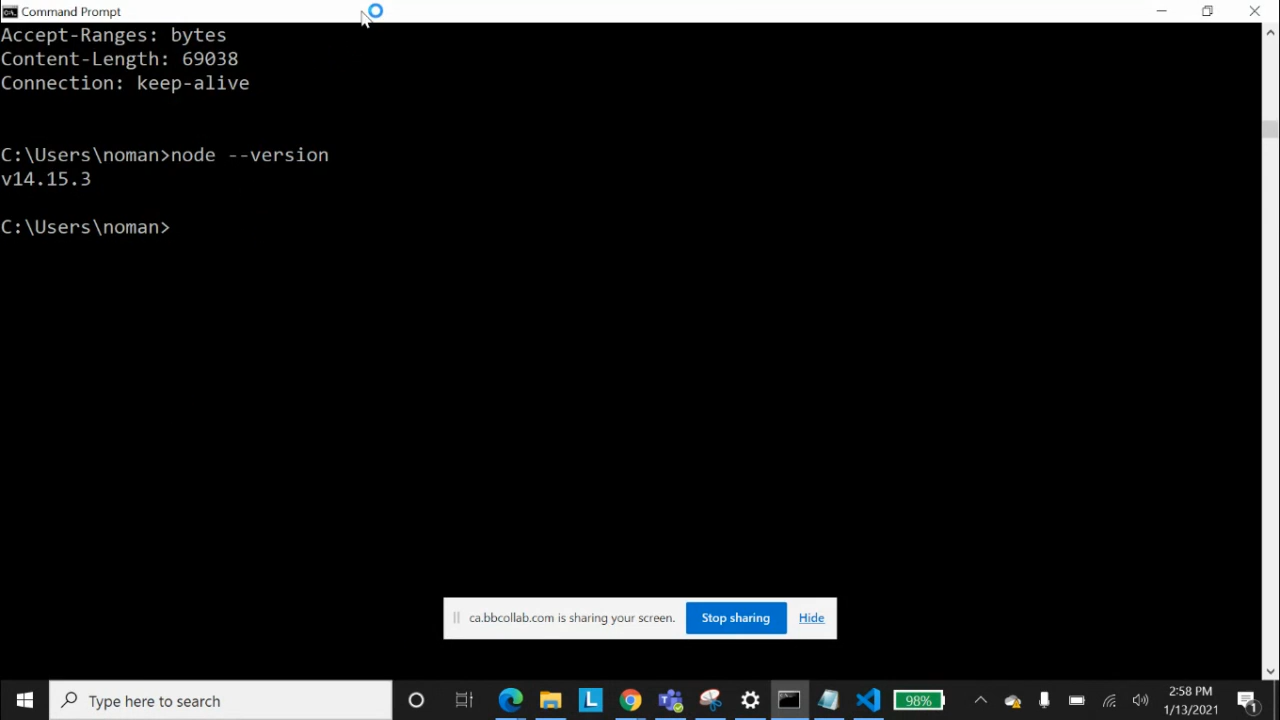 Command Prompt
Accept-Ranges: bytes
Content-Length: 69038
Connection: keep-alive
C:\Users\noman>node --version
v14.15.3
C:\Users\noman>
ca.bbcollab.com is sharing your screen. Stop sharing Hide
Type here to search
L
98%
2:58 PM
1/13/2021
1